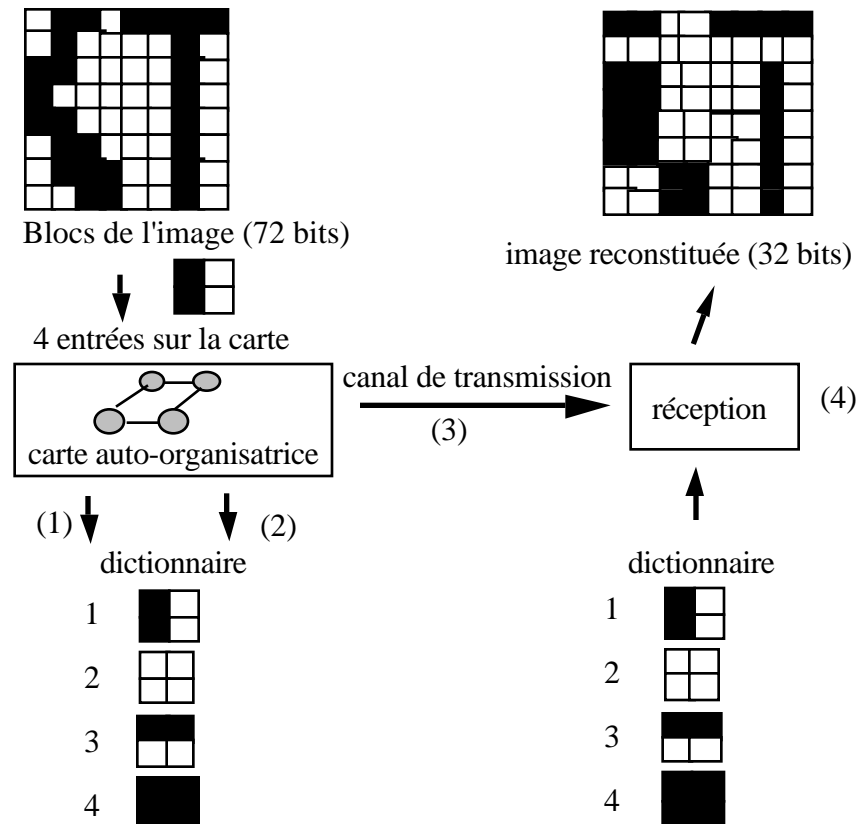 Blocs de l'image (72 bits)
image reconstituée (32 bits)
4 entrées sur la carte
canal de transmission
(3)
réception
(4)
carte auto-organisatrice
(1)
(2)
dictionnaire
1
2
3
4
dictionnaire
1
2
3
4